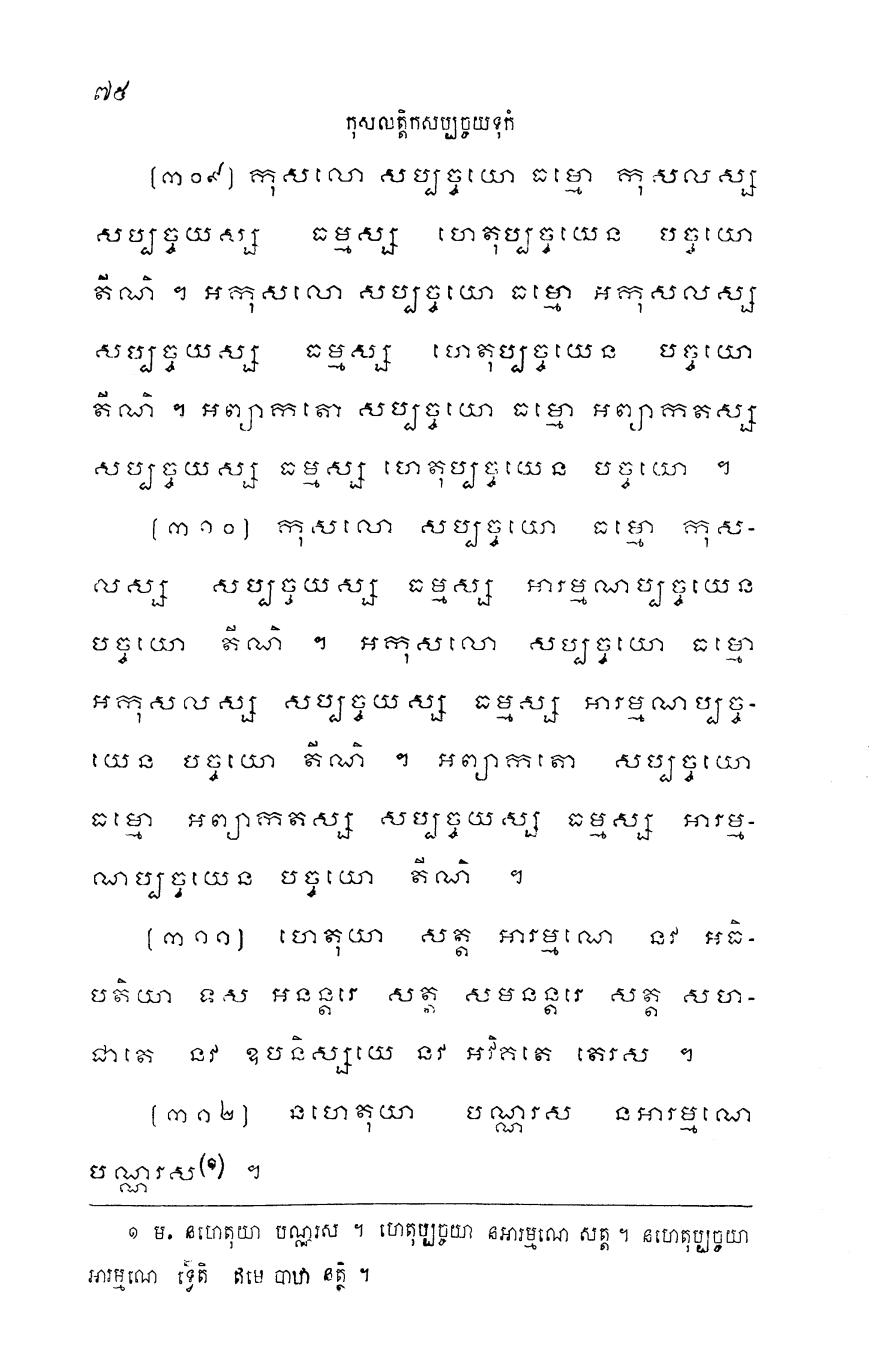 ៧៥
កុសលត្តិកសប្បច្ចយទុកំ
[៣០៩] កុសលោ សប្បច្ចយោ ធម្មោ កុសលស្ស
សប្បច្ចយស្ស ធម្មស្ស ហេតុប្បច្ចយេន បច្ចយោ
តីណិ ។ អកុសលោ សប្បច្ចយោ ធម្មោ អកុសលស្ស
សប្បច្ចយស្ស ធម្មស្ស ហេតុប្បច្ចយេន បច្ចយោ
តីណិ ។ អព្យាកតោ សប្បច្ចយោ ធម្មោ អព្យាកតស្ស
សប្បច្ចយស្ស ធម្មស្ស ហេតុប្បច្ចយេន បច្ចយោ ។
[៣១០] កុសលោ សប្បច្ចយោ ធម្មោ កុស-
លស្ស សប្បច្ចយស្ស ធម្មស្ស អារម្មណប្បច្ចយេន
បច្ចយោ តីណិ ។ អកុសលោ សប្បច្ចយោ ធម្មោ
អកុសលស្ស សប្បច្ចយស្ស ធម្មស្ស អារម្មណប្បច្ច-
យេន បច្ចយោ តីណិ ។ អព្យាកតោ សប្បច្ចយោ
ធម្មោ អព្យាកតស្ស សប្បច្ចយស្ស ធម្មស្ស អារម្ម-
ណប្បច្ចយេន បច្ចយោ តីណិ ។
[៣១១] ហេតុយា សត្ត អារម្មណេ នវ អធិ-
បតិយា ទស អនន្តរេ សត្ត សមនន្តរេ សត្ត សហ-
ជាតេ នវ ឧបនិស្សយេ នវ អវិគតេ តេរស ។
[៣១២] នហេតុយា បណ្ណរស នអារម្មណេ
បណ្ណរស(១) ។
១ ម. នហេតុយា បណ្ណរស ។ ហេតុប្បច្ចយា នអារម្មណេ សត្ត ។ នហេតុប្បច្ចយា
អារម្មណេ ទ្វេតិ ឥមេ បាឋា នត្ថិ ។